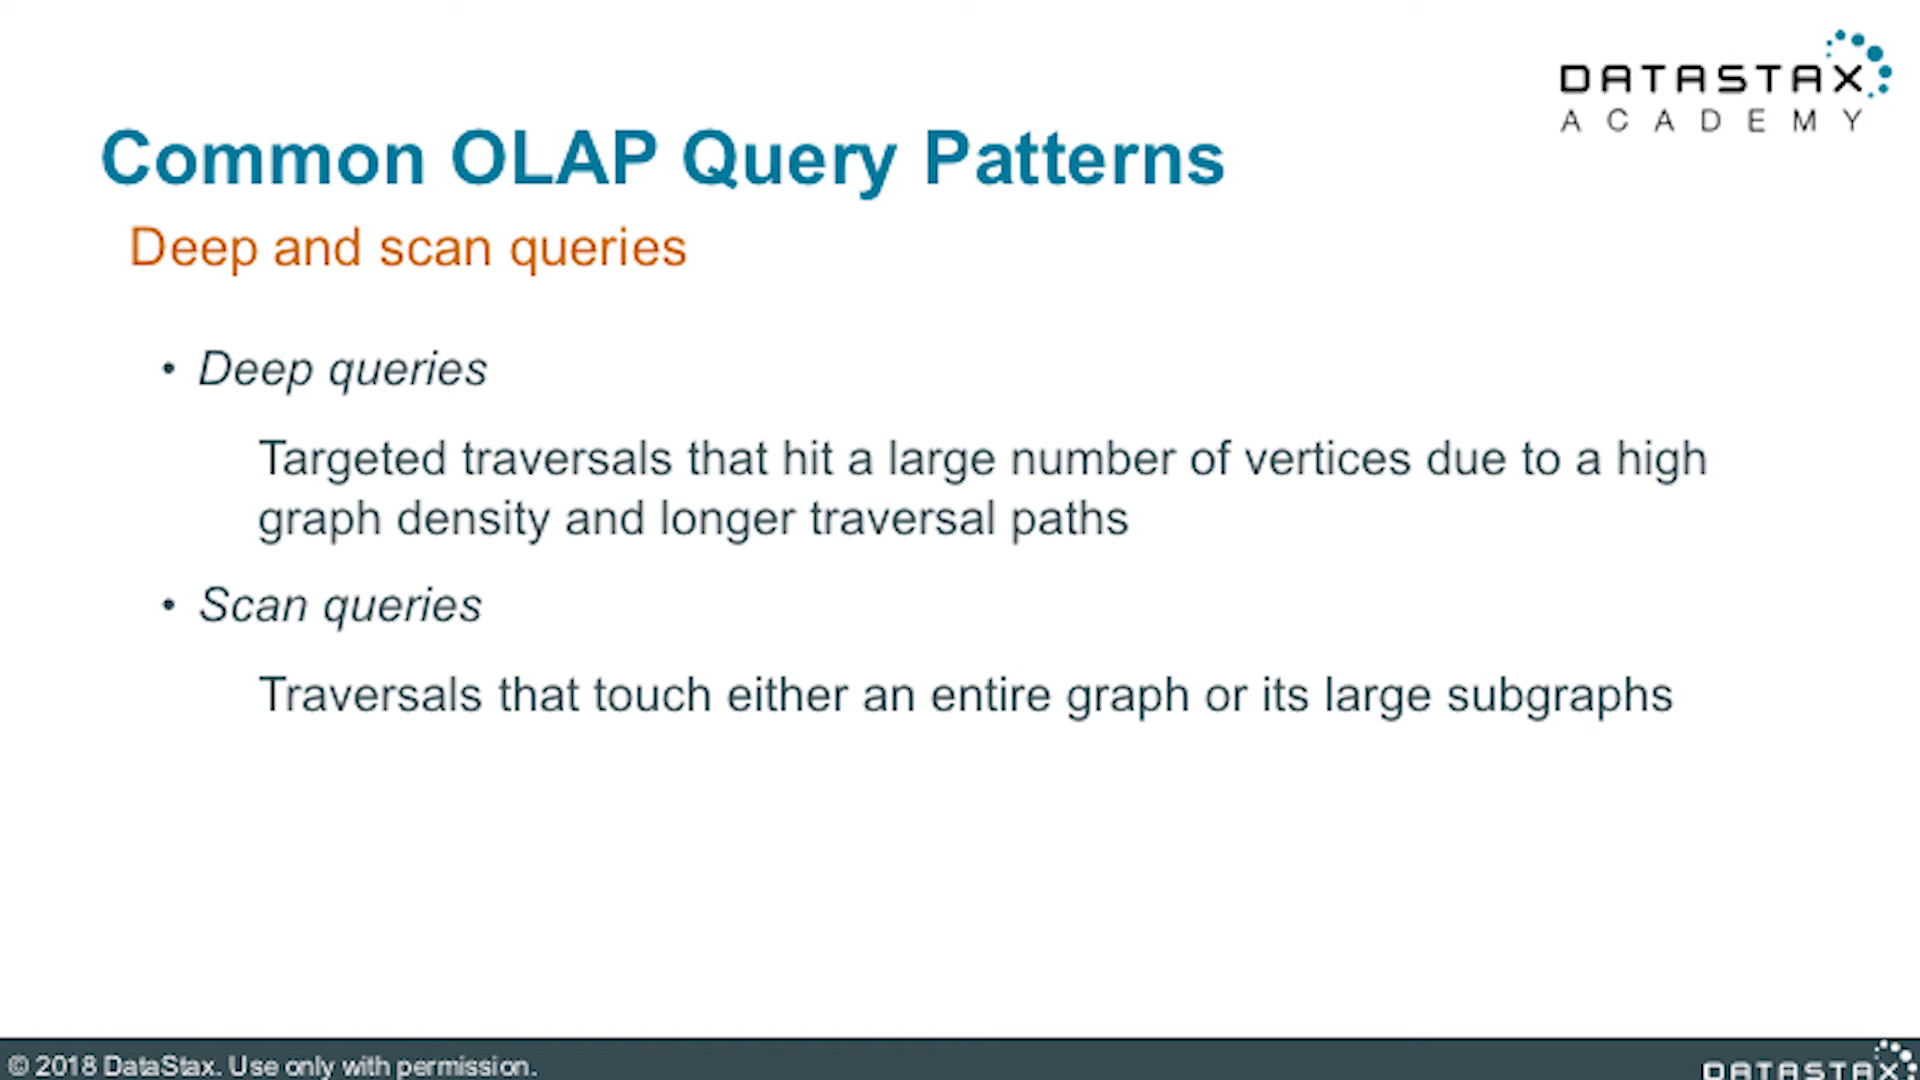 DATASTAX
ACADEMY
Common OLAP Query Patterns
Deep and scan queries
• Deep queries
Targeted traversals that hit a large number of vertices due to a high
graph density and longer traversal paths
• Scan queries
Traversals that touch either an entire graph or its large subgraphs
© 2018 DataStax. Use only with permission.
DATASTAX